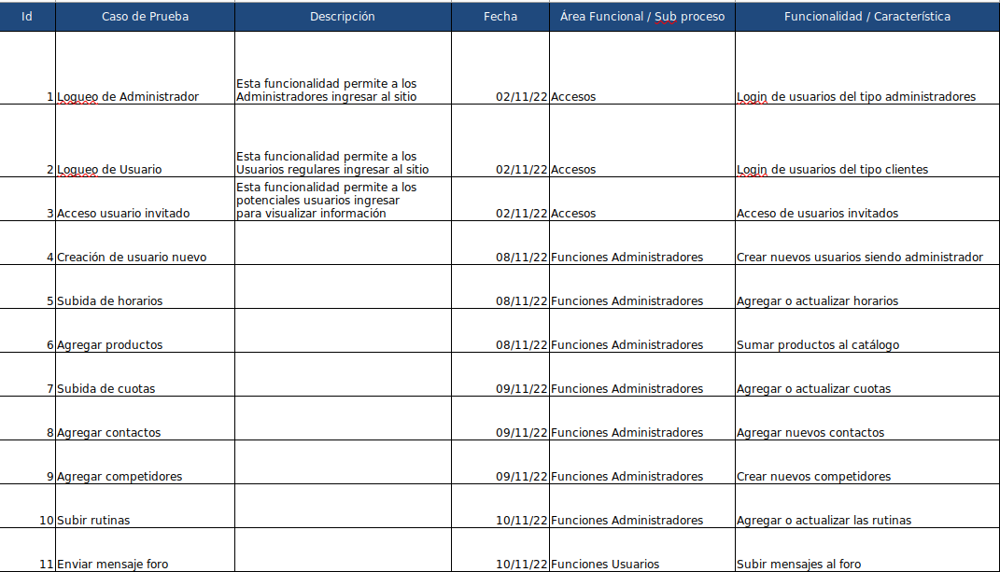 Id Caso de Prueba Descripción Fecha Área Funcional / Sub proceso Funcionalidad / Característica
Esta funcionalidad permite a los
1 Logueo de Administrador Administradores ingresar al sitio 02/11/22 Accesos Login de usuarios del tipo administradores
Esta funcionalidad permite a los
2 Logueo de Usuario Usuarios regulares ingresar al sitio 02/11/22 Accesos Login de usuarios del tipo clientes
Esta funcionalidad permite a los
potenciales usuarios ingresar
3 Acceso usuario invitado para visualizar información 02/11/22 Accesos Acceso de usuarios invitados
4 Creación de usuario nuevo 08/11/22 Funciones Administradores Crear nuevos usuarios siendo administrador
5 Subida de horarios 08/11/22 Funciones Administradores Agregar o actualizar horarios
6 Agregar productos 08/11/22 Funciones Administradores Sumar productos al catálogo
7 Subida de cuotas 09/11/22 Funciones Administradores Agregar o actualizar cuotas
8 Agregar contactos 09/11/22 Funciones Administradores Agregar nuevos contactos
9 Agregar competidores 09/11/22 Funciones Administradores Crear nuevos competidores
10 Subir rutinas 10/11/22 Funciones Administradores Agregar o actualizar las rutinas
11 Enviar mensaje foro 10/11/22 Funciones Usuarios Subir mensajes al foro